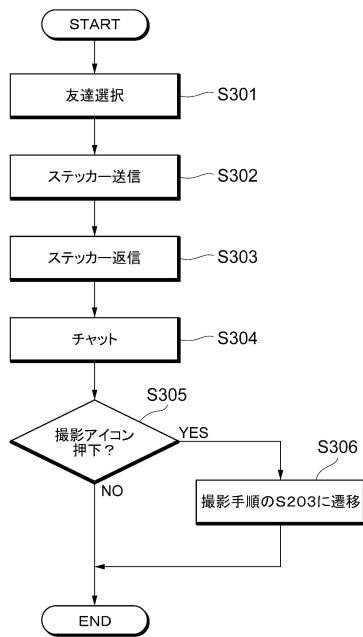 START
友達選択
S301
ステッカー送信
S302
ステッカー返信
S303
チャット
S304
S305
撮影アイコン
押下？
YES
NO
S306
撮影手順のS203に遷移
END